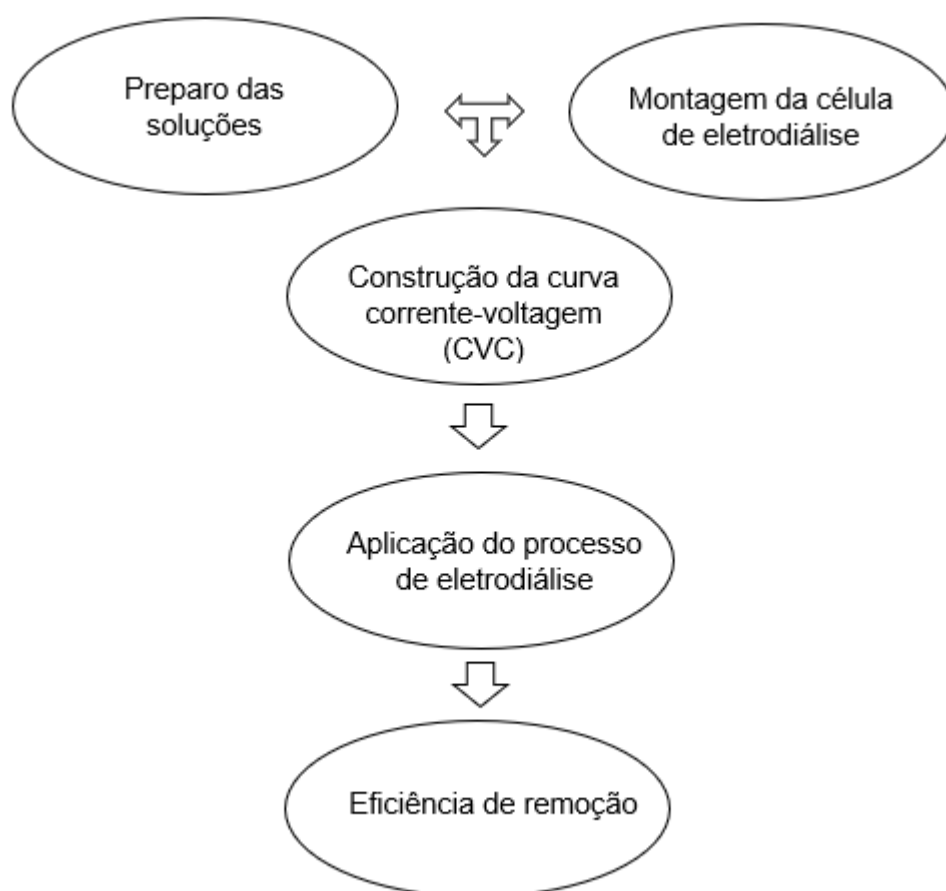 Preparo das
soluções
Montagem da célula
de eletrodiálise
Construção da curva
corrente-voltagem
(CVC)
Aplicação do processo
de eletrodiálise
Eficiência de remoção